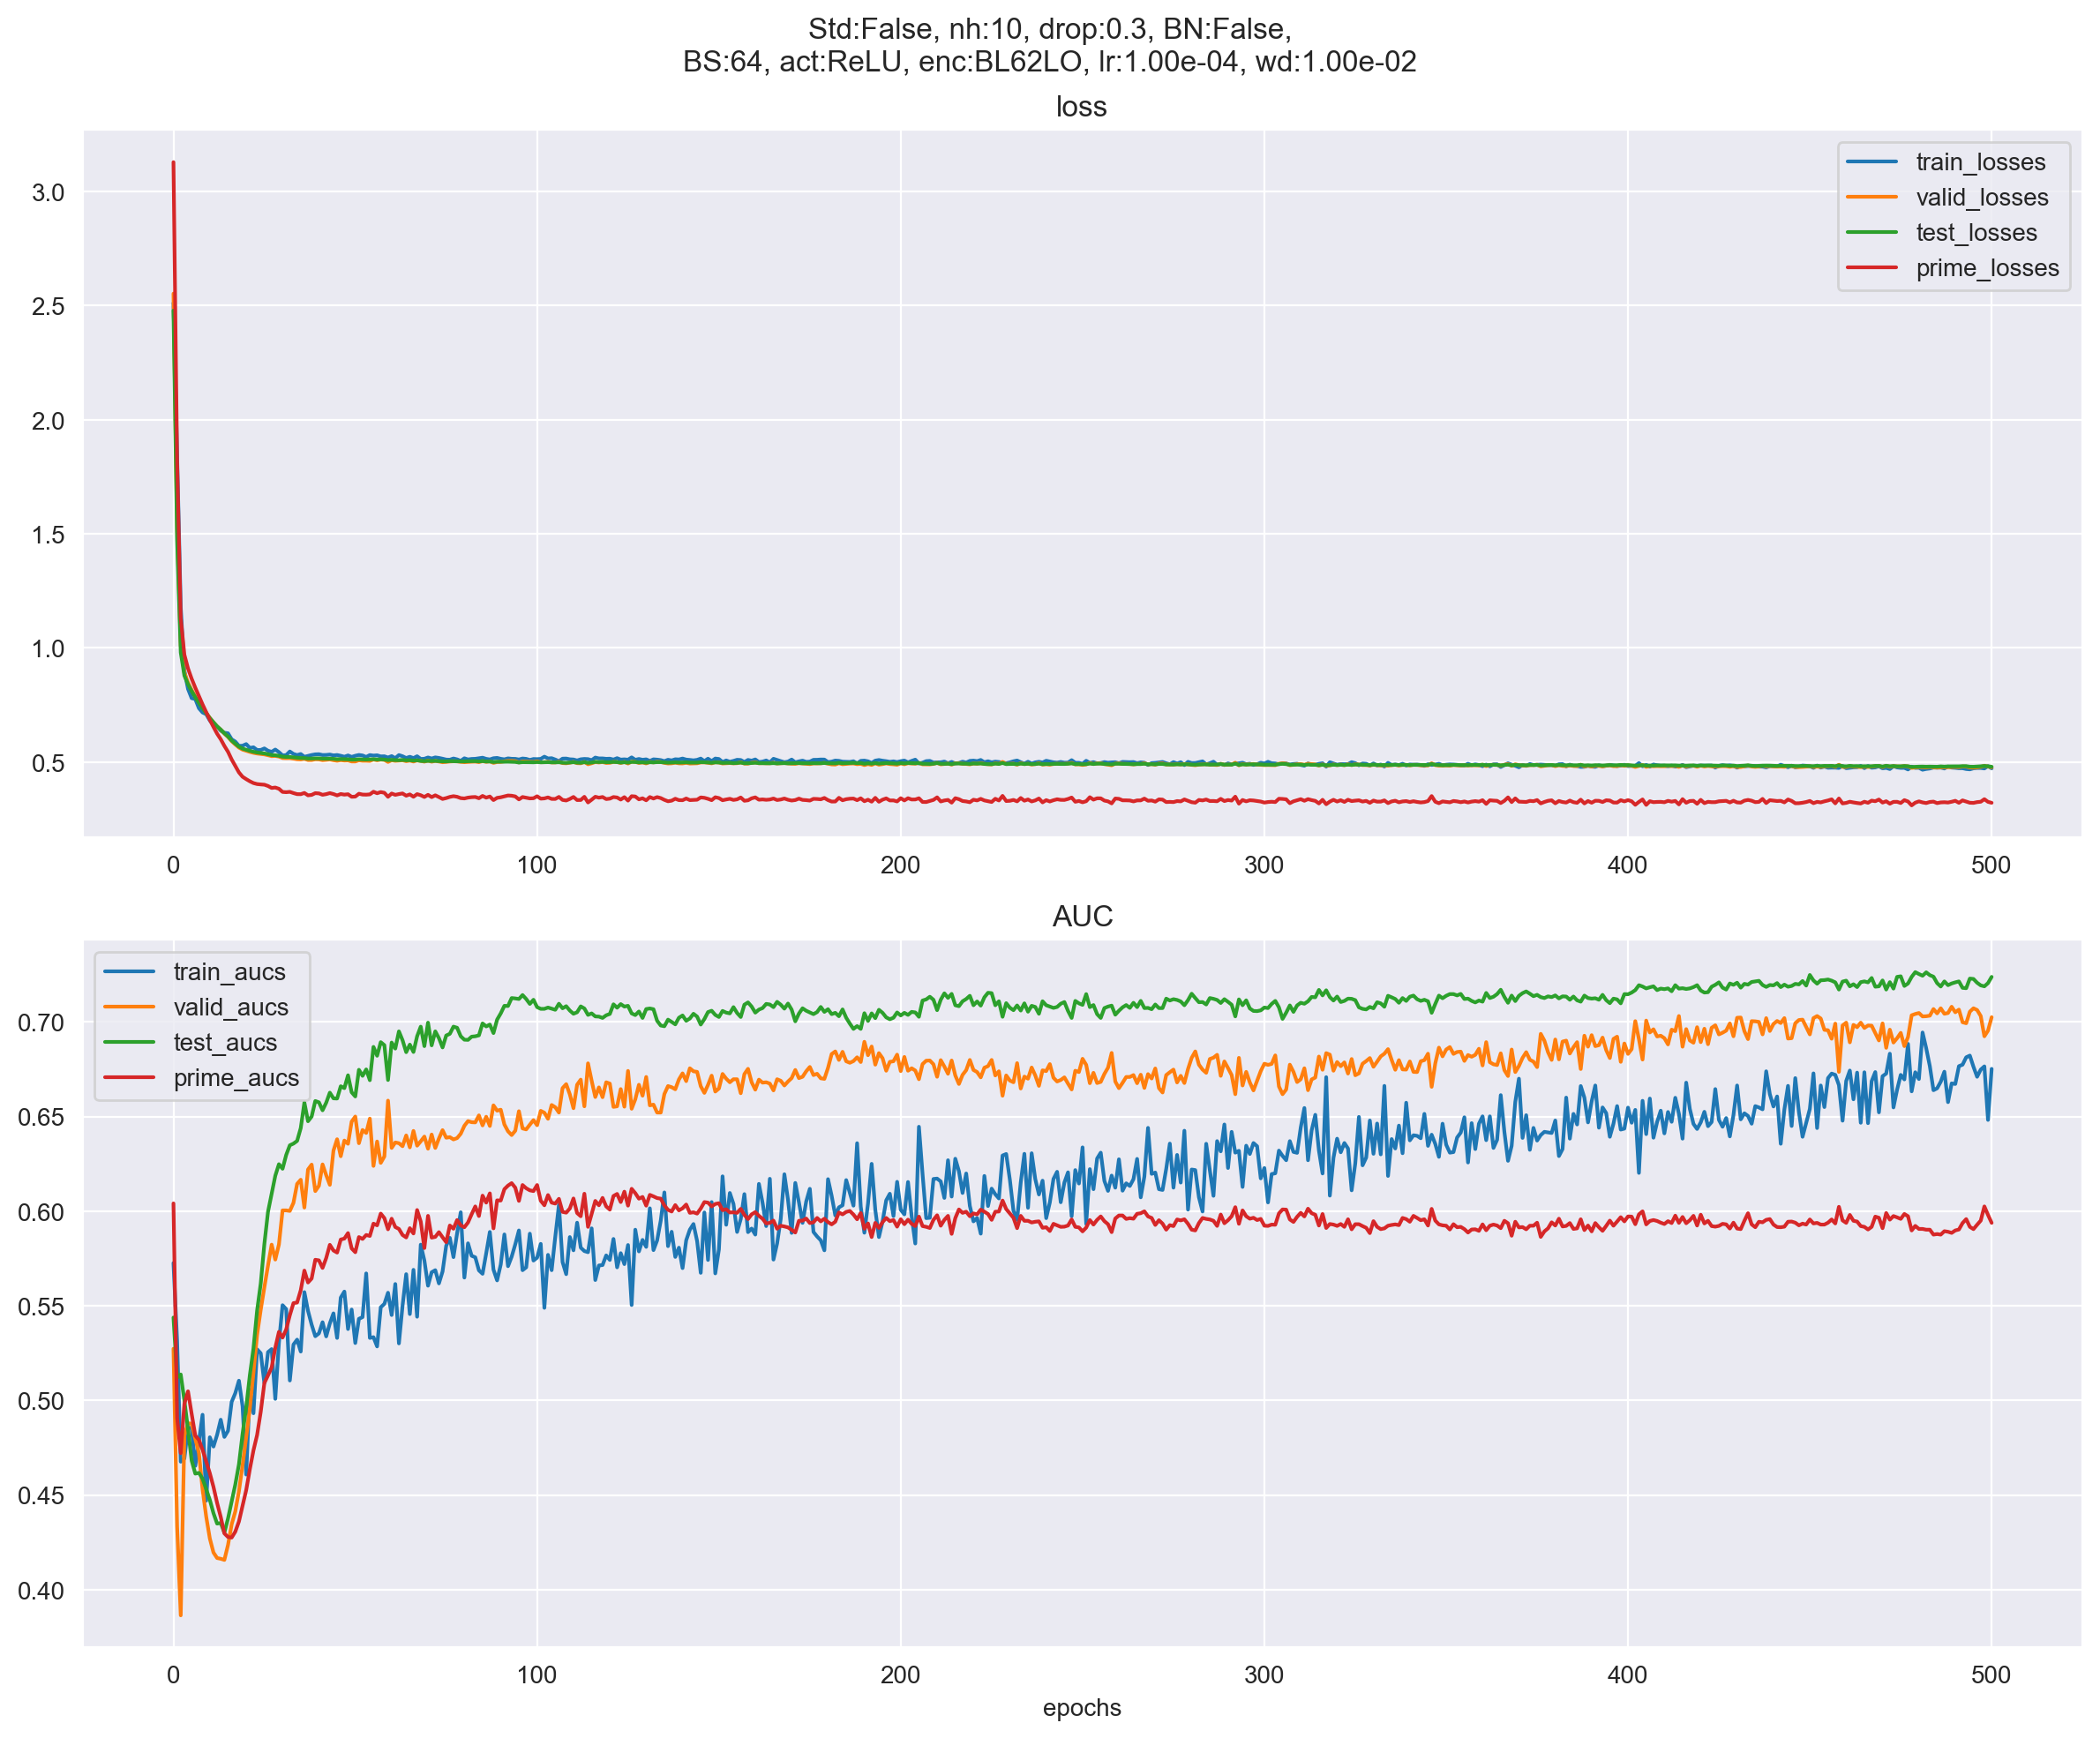 Std:False, nh:10, drop:0.3, BN:False,
BS:64, act:ReLU, enc:BL62LO, lr:1.00e-04, wd:1.00e-02
loss
train_losses
valid_losses
test_losses
prime_losses
3.0
2.5
2.0
1.5
1.0
0.5
0 100 200 300 400 500
AUC
train_aucs
valid_aucs
test_aucs
prime_aucs
0.70
0.65
0.60
0.55
0.50
0.45
0.40
0 100 200 300 400 500
epochs